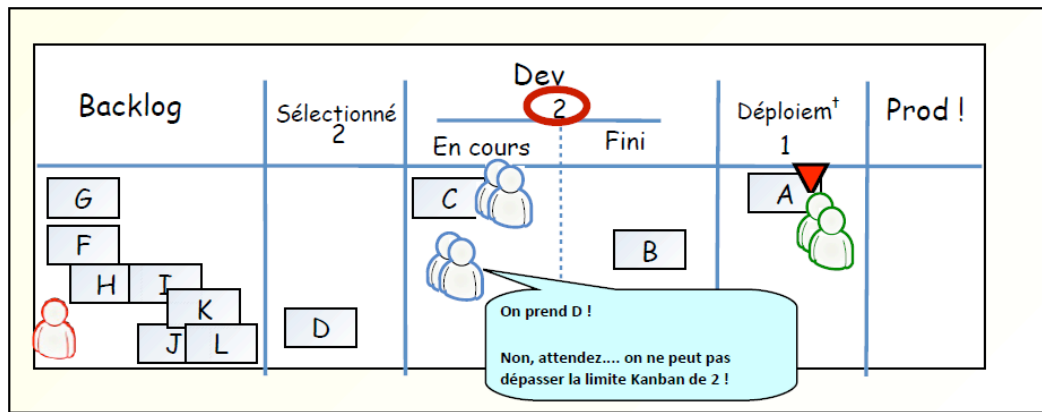 Dev
Backlog
Sélectionné
2
2
Déploiemᵗ
1
Prod !
En cours
Fini
G
F
H
I
K
J
L
D
C
B
A
On prend D !
Non, attendez.... on ne peut pas
dépasser la limite Kanban de 2 !